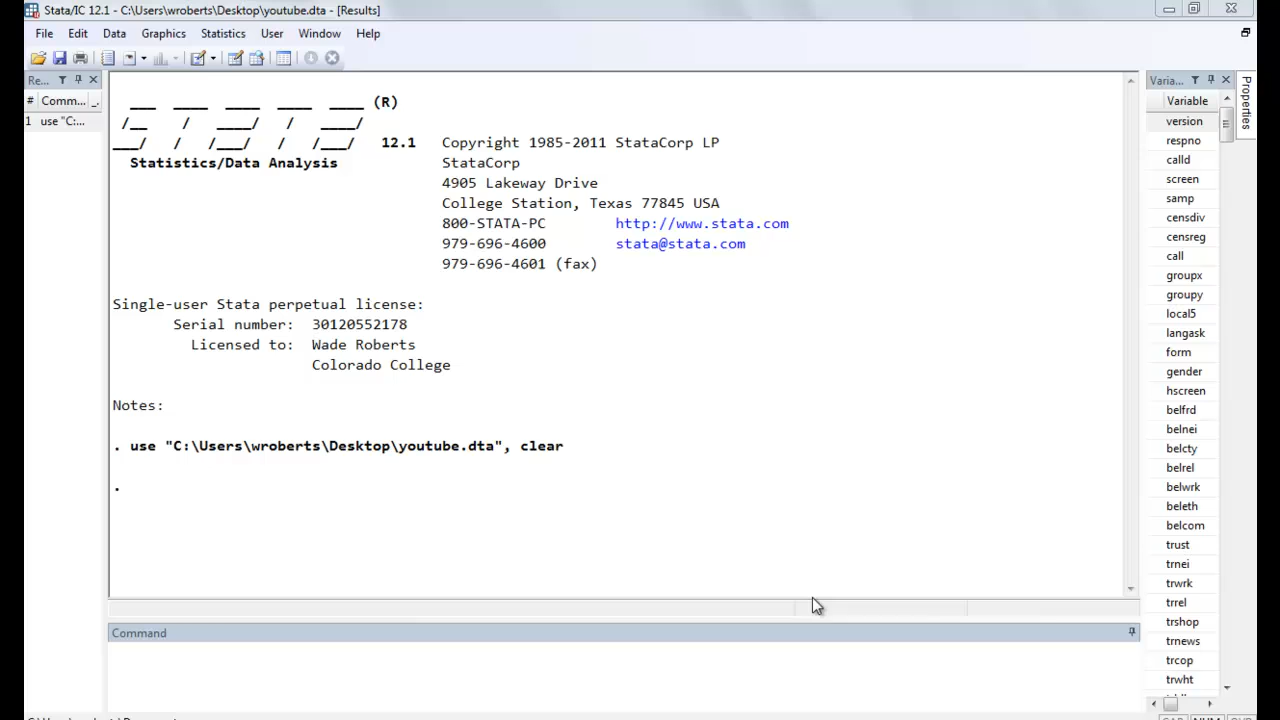 Stata/IC 12.1 - C:\Users\wroberts\Desktop\youtube.dta - [Results]
File Edit Data Graphics Statistics User Window Help
Re...
# Comm...
1 use "C:...
(R)
12.1 Copyright 1985-2011 StataCorp LP
Statistics/Data Analysis StataCorp
4905 Lakeway Drive
College Station, Texas 77845 USA
800-STATA-PC http://www.stata.com
979-696-4600 stata@stata.com
979-696-4601 (fax)
Single-user Stata perpetual license:
Serial number: 30120552178
Licensed to: Wade Roberts
Colorado College
Notes:
. use "C:\Users\wroberts\Desktop\youtube.dta", clear
.
Command
Varia...
Variable
version
respno
calld
screen
samp
censdiv
censreg
call
groupx
groupy
local5
langask
form
gender
hscreen
belfrd
belnei
belcty
belrel
belwrk
beleth
belcom
trust
trnei
trwrk
trrel
trshop
trnews
trcop
trwht
Properties